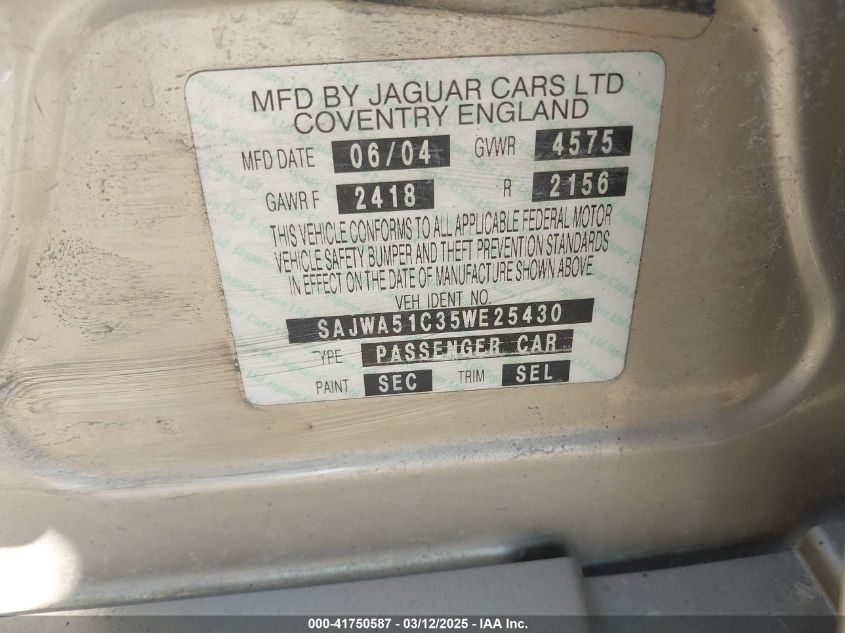 MFD BY JAGUAR CARS LTD
COVENTRY ENGLAND
MFD DATE 06/04 GVWR 4575
GAWR F 2418 R 2156
THIS VEHICLE CONFORMS TO ALL APPLICABLE FEDERAL MOTOR
VEHICLE SAFETY BUMPER AND THEFT PREVENTION STANDARDS
IN EFFECT ON THE DATE OF MANUFACTURE SHOWN ABOVE
VEH IDENT NO.
SAJWA51C35WE25430
TYPE PASSENGER CAR
PAINT SEC TRIM SEL
000-41750587 - 03/12/2025 - IAA Inc.